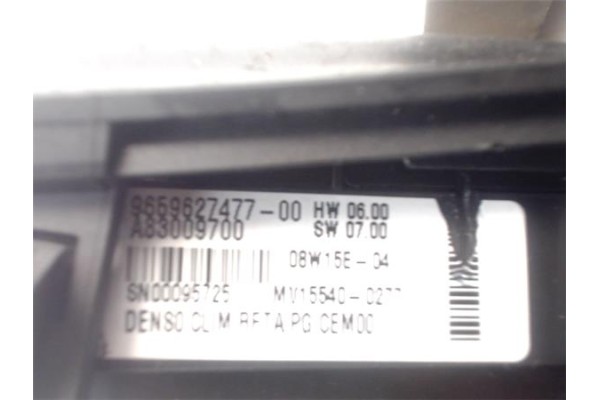 9659627477-00 HW 06.00
A83009700 SW 07.00
08W15E-04
SN00095725 MV15540-0277
DENSO CLIM BETA PG CEM00